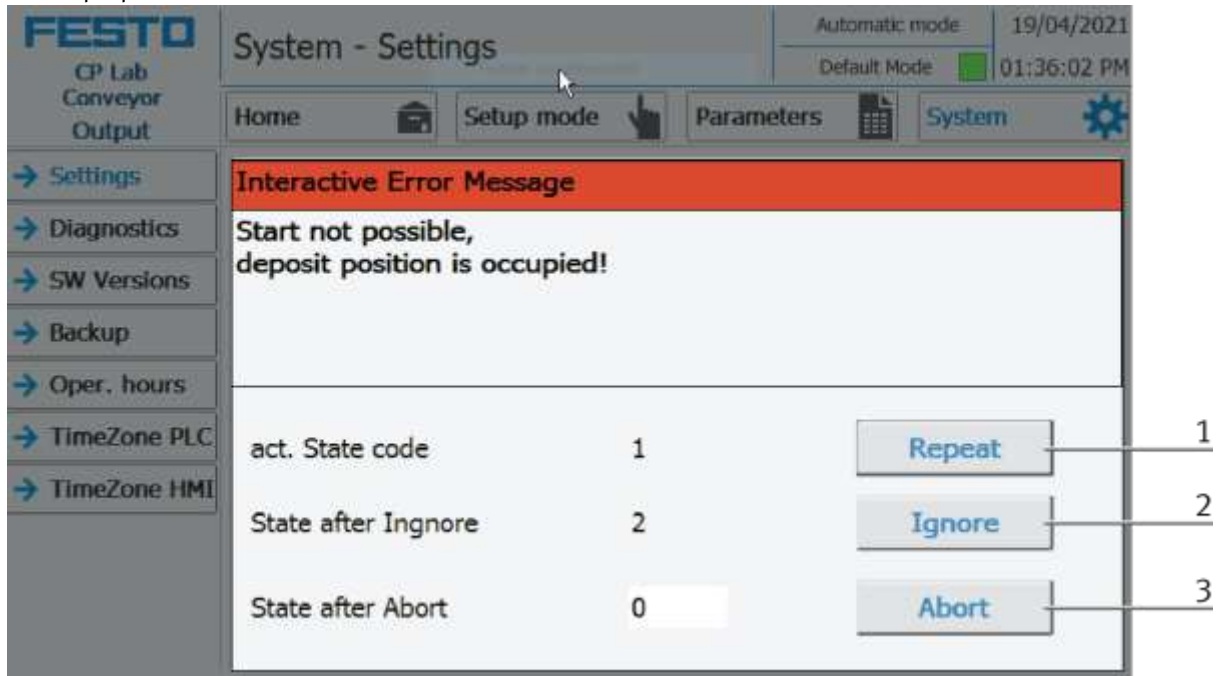 FESTO
CP Lab
Conveyor
Output
System - Settings
Automatic mode
19/04/2021
Default Mode
01:36:02 PM
Home
Setup mode
Parameters
System
Settings
Diagnostics
SW Versions
Backup
Oper. hours
TimeZone PLC
TimeZone HMI
Interactive Error Message
Start not possible,
deposit position is occupied!
act. State code 1 Repeat 1
State after Ingnore 2 Ignore 2
State after Abort 0 Abort 3